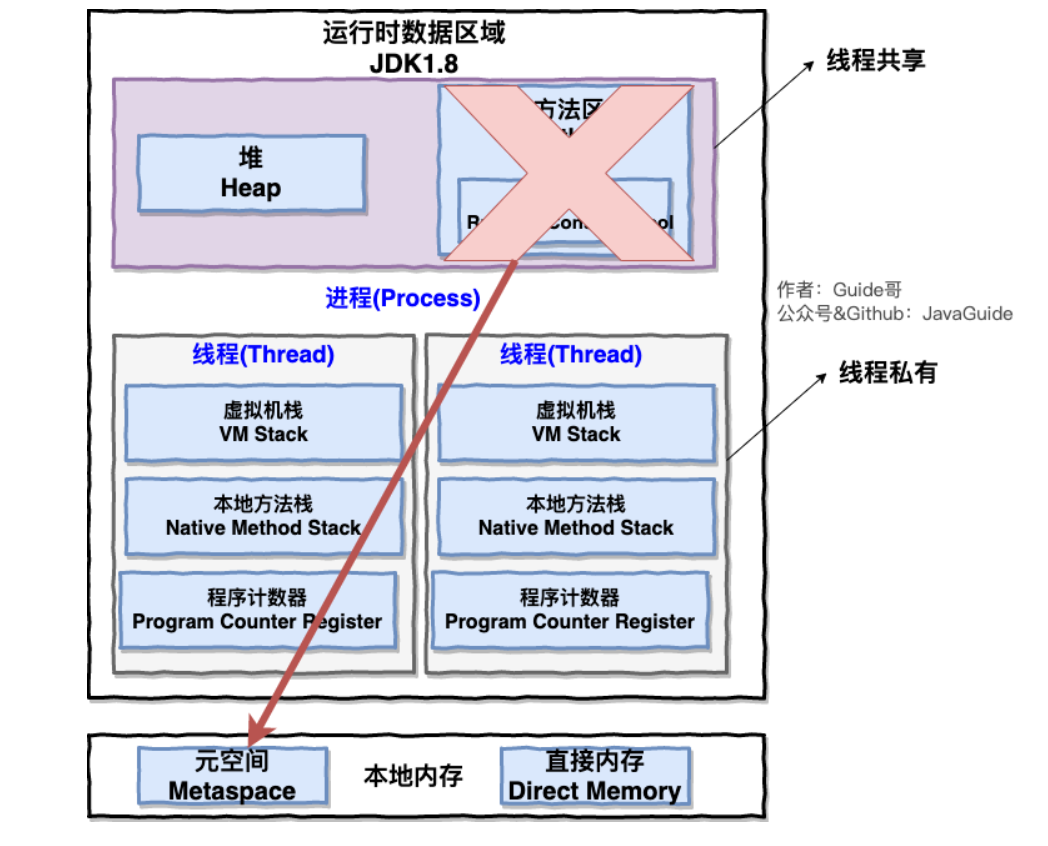 运行时数据区域
JDK1.8
线程共享
方法区
堆
Heap
进程(Process)
作者：Guide哥
公众号&Github：JavaGuide
线程(Thread)
线程(Thread)
线程私有
虚拟机栈
VM Stack
虚拟机栈
VM Stack
本地方法栈
Native Method Stack
本地方法栈
Native Method Stack
程序计数器
Program Counter Register
程序计数器
Program Counter Register
元空间
Metaspace
本地内存
直接内存
Direct Memory